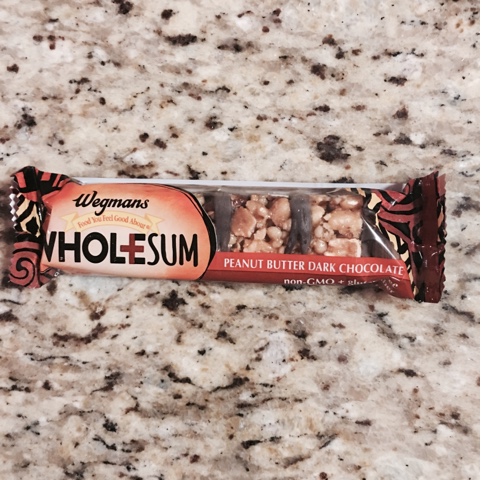 Wegmans
Food You Feel Good About
WHOLESUM
PEANUT BUTTER DARK CHOCOLATE
non-GMO +